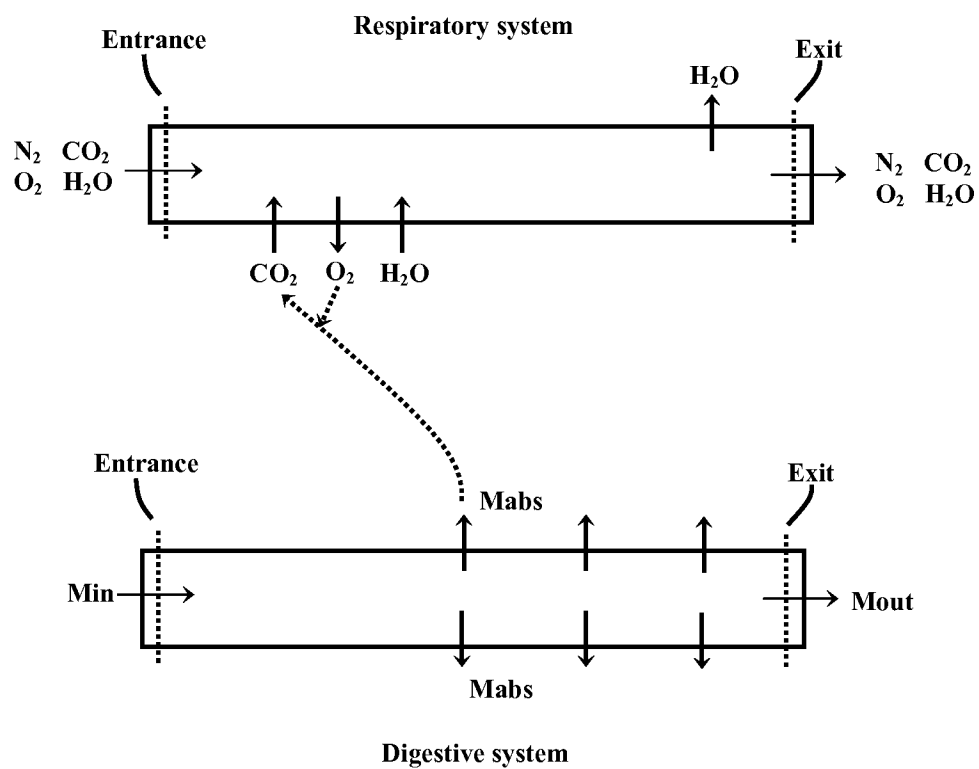 Respiratory system
Entrance
Exit
H₂O
N₂ CO₂
O₂ H₂O
N₂ CO₂
O₂ H₂O
CO₂ O₂ H₂O
Entrance
Exit
Mabs
Min
Mout
Mabs
Digestive system